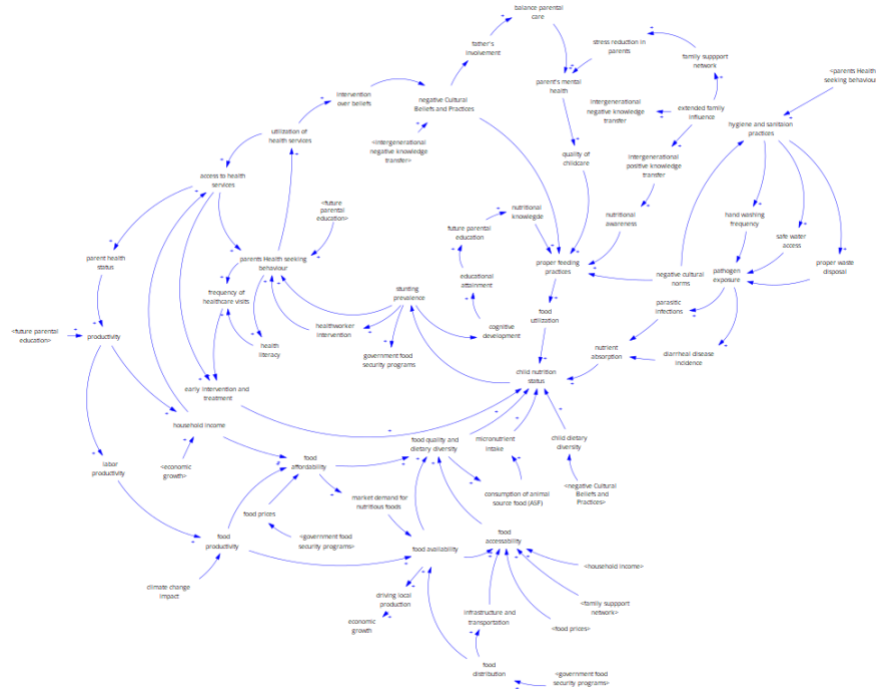 balance parental
care
father's
involvement
stress reduction in
parents
family suppport
network
<parents Health
seeking behaviour
parent's mental
health
intervention
over beliefs
negative Cultural
Beliefs and Practices
intergenerational
negative knowledge
transfer
extended family
influence
hygiene and sanitaion
practices
utilization of
health services
<intergenerational
negative knowledge
transfer>
quality of
childcare
intergenerational
positive knowledge
transfer
access to health
services
<future
parental
education>
nutritional
knowlegde
nutritional
awareness
hand washing
frequency
safe water
access
future parental
education
parent health
status
parents Health seeking
behaviour
proper feeding
practices
negative cultural
norms
pathogen
exposure
proper waste
disposal
educational
attainment
frequency of
healthcare visits
stunting
prevalence
food
utilization
parasitic
infections
<future parental
education>
productivity
health
literacy
healthworker
intervention
cognitive
development
nutrient
absorption
diarrheal disease
incidence
government food
security programs
child nutrition
status
early intervention and
treatment
household income
food quality and
dietary diversity
micronutrient
intake
child dietary
diversity
labor
productivity
<economic
growth>
food
affordability
market demand for
nutritious foods
consumption of animal
source food (ASP)
<negative Cultural
Beliefs and
Practices>
food prices
food
productivity
<government food
security programs>
food availability
food
accessability
climate change
impact
driving local
production
<household income>
economic
growth
infrastructure and
transportation
<family suppport
network>
<food prices>
food
distribution
<government food
security programs>